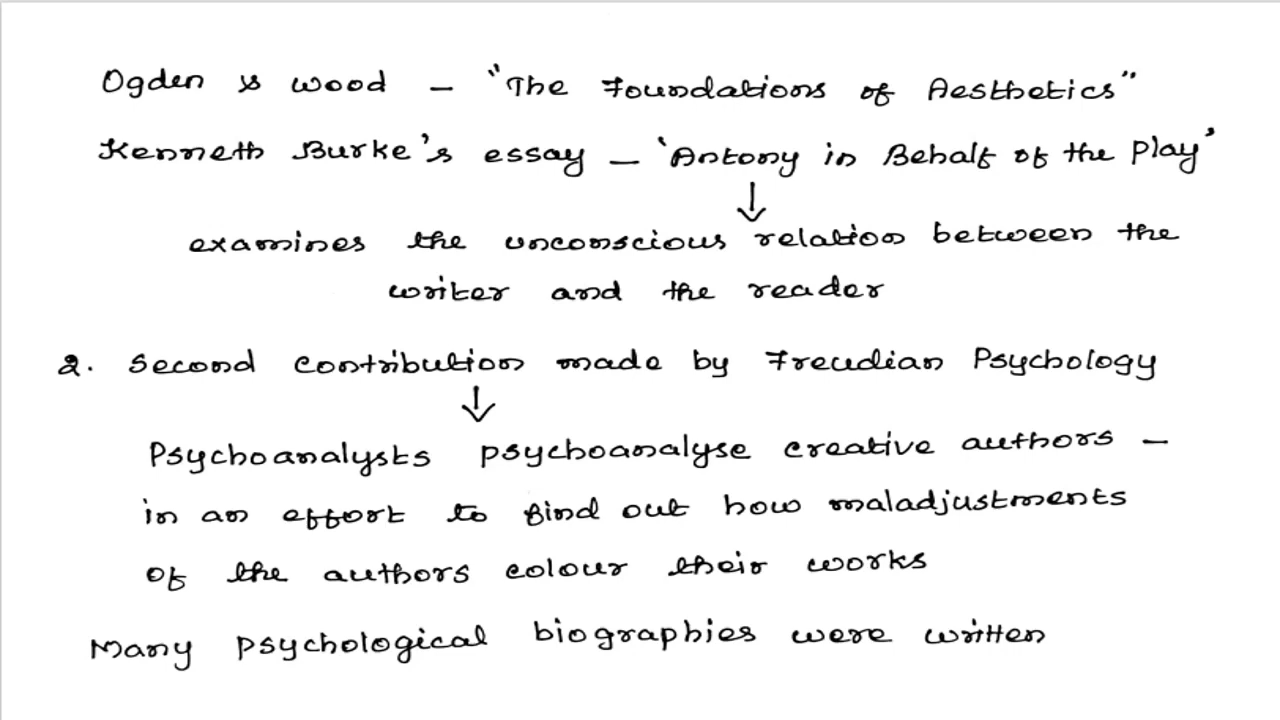 Ogden & Wood – "The Foundations of Aesthetics"
Kenneth Burke's essay – 'Antony in Behalf of the Play'
↓
examines the unconscious relation between the
writer and the reader
2. Second contribution made by Freudian Psychology
↓
Psychoanalysts psychoanalyse creative authors –
in an effort to find out how maladjustments
of the authors colour their works
Many psychological biographies were written